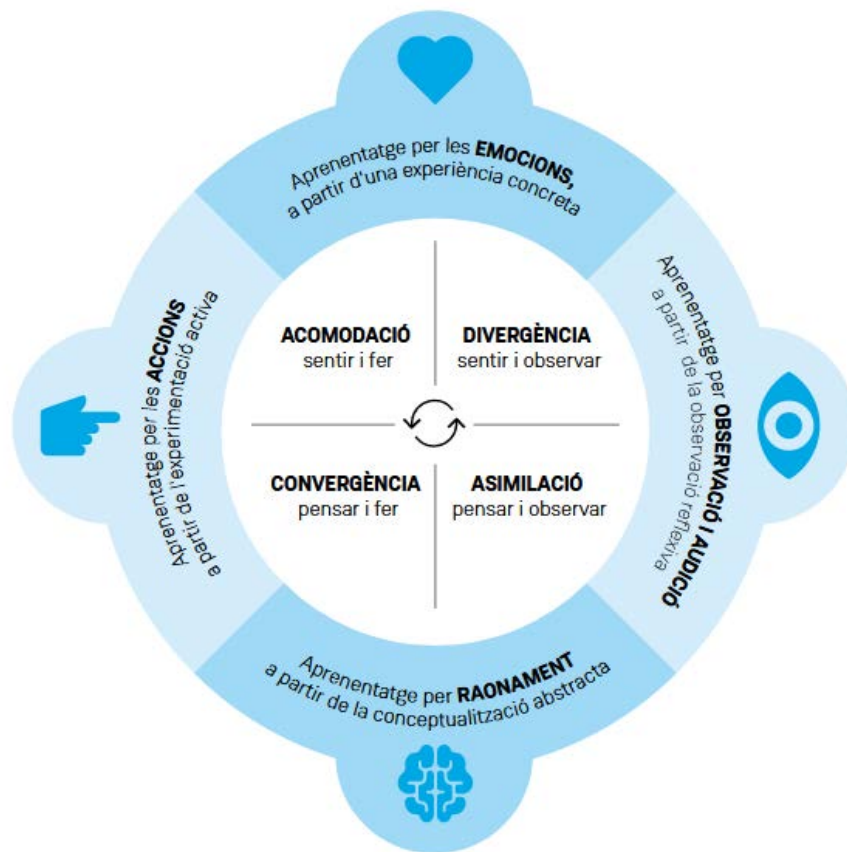 Aprenentatge per les EMOCIONS,
a partir d'una experiència concreta
Aprenentatge per OBSERVACIÓ I AUDICIÓ
a partir de la observació reflexiva
Aprenentatge per RAONAMENT
a partir de la conceptualització abstracta
Aprenentatge per les ACCIONS
a partir de l'experimentació activa
ACOMODACIÓ
sentir i fer
DIVERGÈNCIA
sentir i observar
CONVERGÈNCIA
pensar i fer
ASIMILACIÓ
pensar i observar